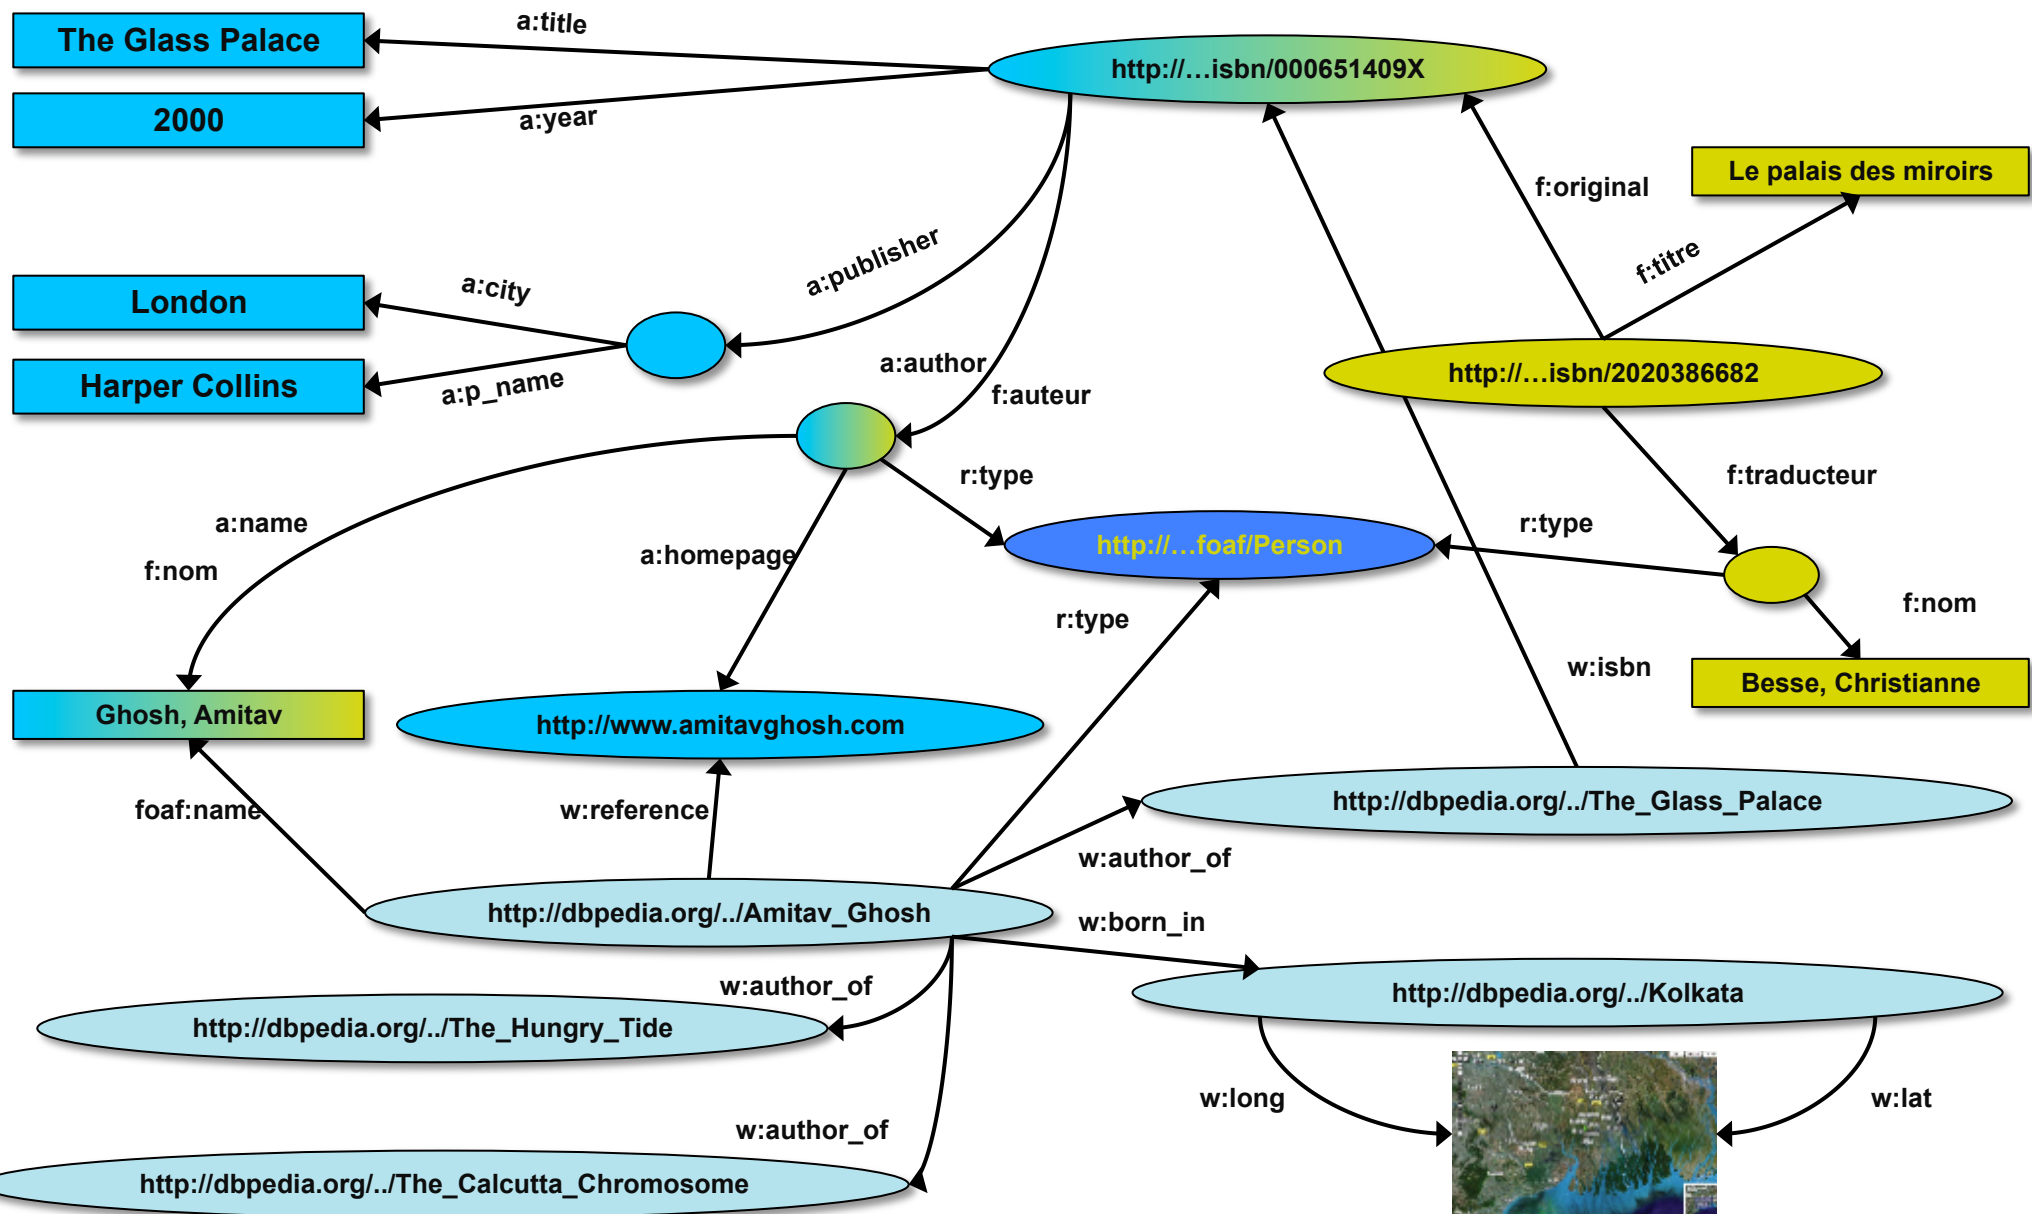 a:title
The Glass Palace
http://…isbn/000651409X
2000
a:year
Le palais des miroirs
f:original
a:publisher
f:titre
a:city
London
a:author
http://…isbn/2020386682
Harper Collins
a:p_name
f:auteur
r:type
f:traducteur
a:name
r:type
http://…foaf/Person
a:homepage
f:nom
f:nom
r:type
w:isbn
Besse, Christianne
Ghosh, Amitav
http://www.amitavghosh.com
foaf:name
w:reference
http://dbpedia.org/../The_Glass_Palace
w:author_of
http://dbpedia.org/../Amitav_Ghosh
w:born_in
w:author_of
http://dbpedia.org/../Kolkata
http://dbpedia.org/../The_Hungry_Tide
w:long
w:lat
w:author_of
http://dbpedia.org/../The_Calcutta_Chromosome